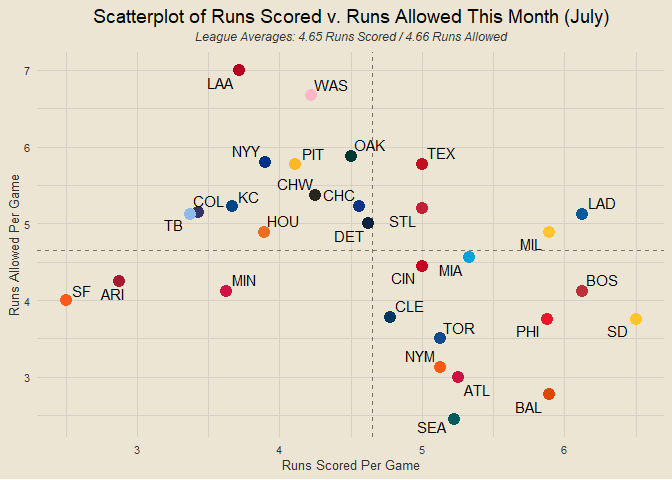 Scatterplot of Runs Scored v. Runs Allowed This Month (July)
League Averages: 4.65 Runs Scored / 4.66 Runs Allowed
7
LAA
WAS
6
OAK
NYY
PIT
TEX
CHW
CHC
COL
KC
LAD
TB
HOU
STL
5
DET
MIL
MIA
CIN
MIN
BOS
SF
ARI
4
CLE
TOR
PHI
SD
NYM
ATL
3
BAL
SEA
Runs Allowed Per Game
3
4
5
6
Runs Scored Per Game